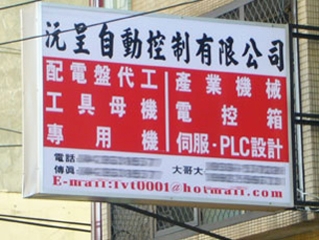 沅呈自動控制有限公司
配電盤代工 產業機械
工具母機 電控箱
專用機 伺服·PLC設計
電話
傳真 大哥大
E-mail:lvt0001@hotmail.com